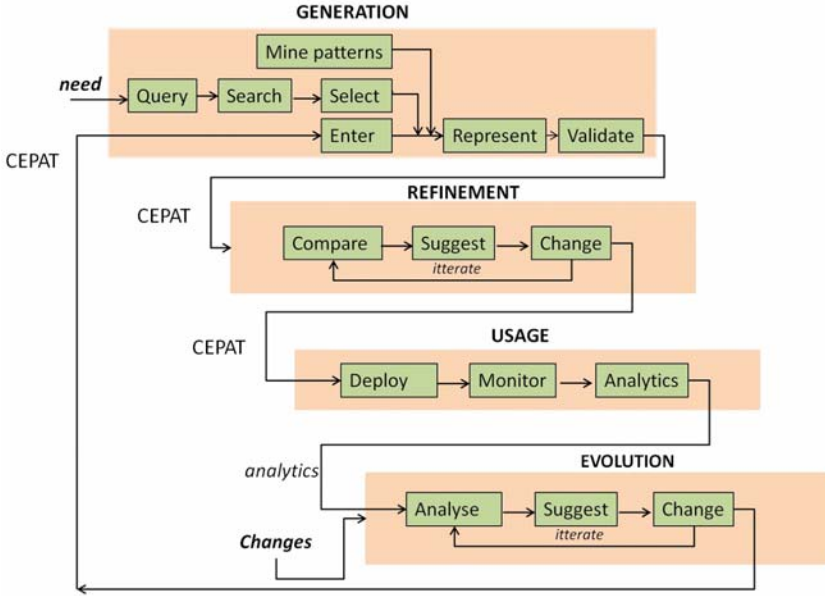 GENERATION
Mine patterns
need
Query
Search
Select
Enter
Represent
Validate
CEPAT
REFINEMENT
CEPAT
Compare
Suggest
Change
itterate
USAGE
CEPAT
Deploy
Monitor
Analytics
EVOLUTION
analytics
Analyse
Suggest
Change
itterate
Changes